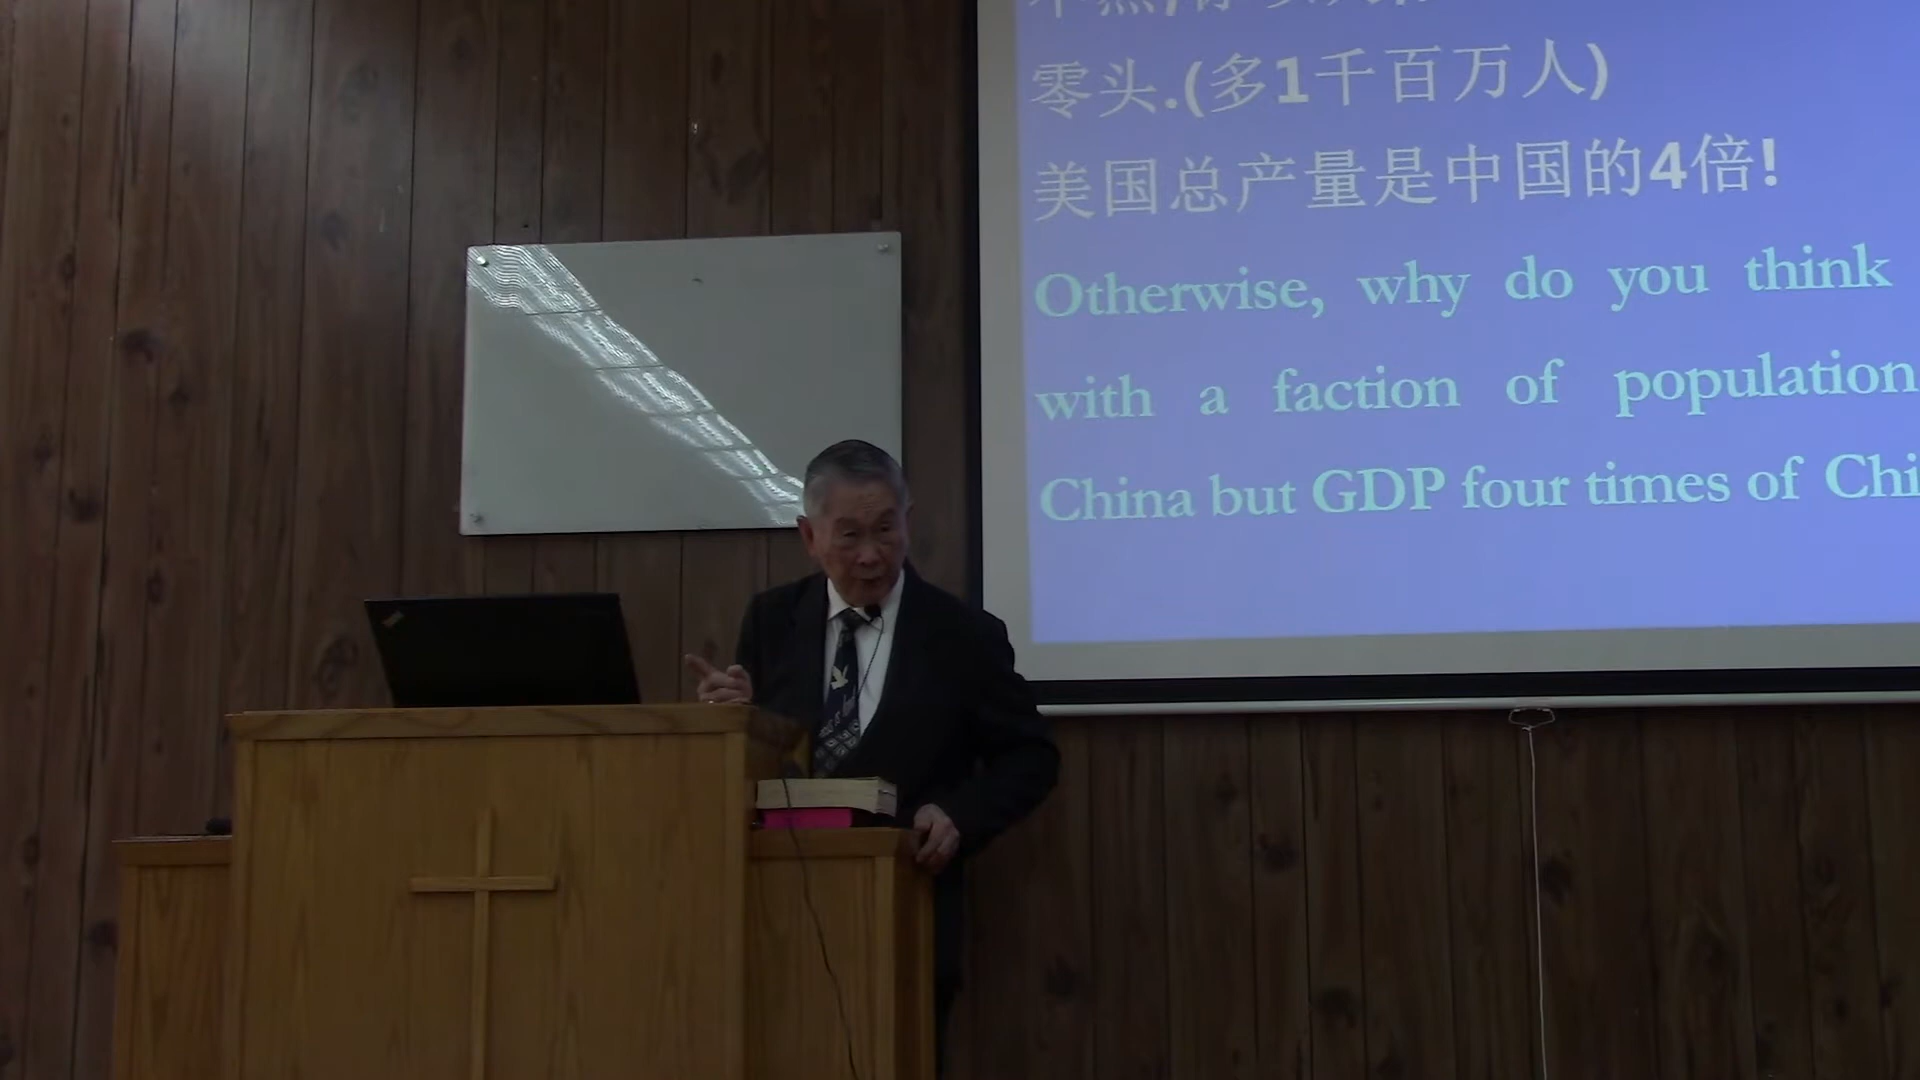 零头.(多1千百万人)
美国总产量是中国的4倍!
Otherwise, why do you think
with a faction of population
China but GDP four times of Chi